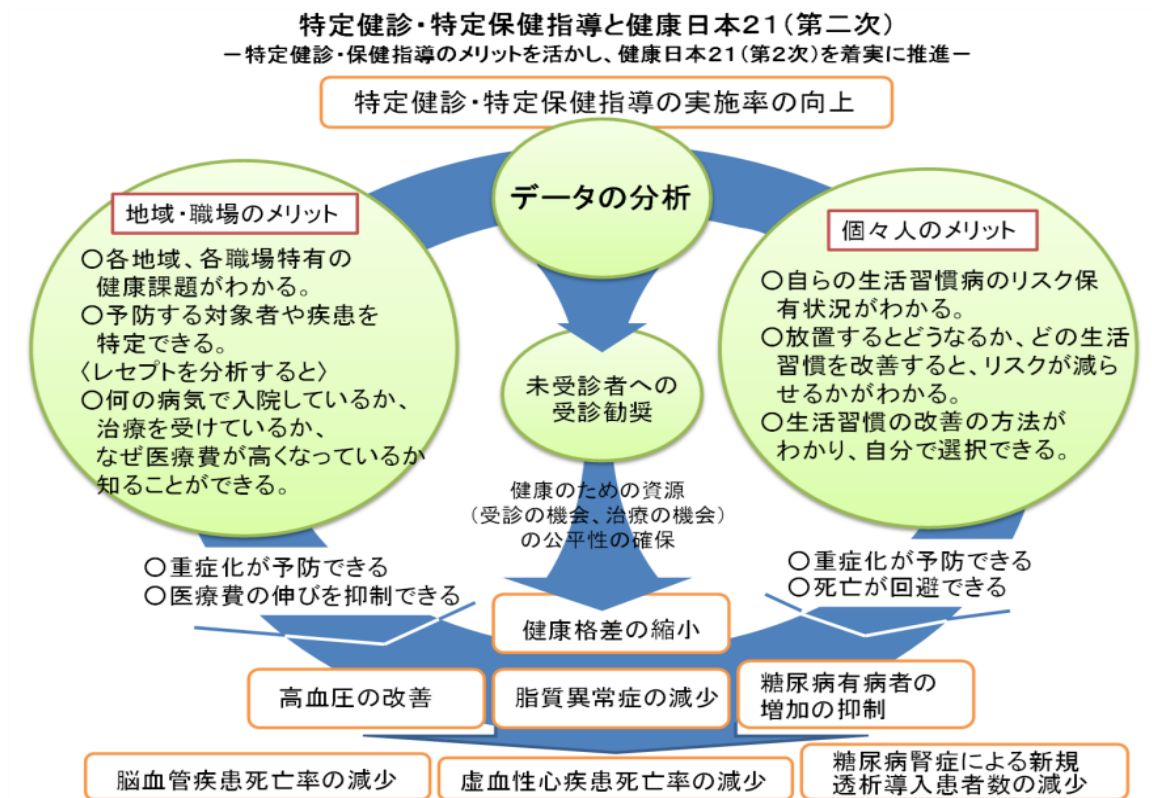 特定健診・特定保健指導と健康日本21（第二次）
－特定健診・保健指導のメリットを活かし、健康日本21（第2次）を着実に推進－
特定健診・特定保健指導の実施率の向上
データの分析
地域・職場のメリット
○各地域、各職場特有の
健康課題がわかる。
○予防する対象者や疾患を
特定できる。
〈レセプトを分析すると〉
○何の病気で入院しているか、
治療を受けているか、
なぜ医療費が高くなっているか
知ることができる。
個々人のメリット
○自らの生活習慣病のリスク保
有状況がわかる。
○放置するとどうなるか、どの生活
習慣を改善すると、リスクが減ら
せるかがわかる。
○生活習慣の改善の方法が
わかり、自分で選択できる。
未受診者への
受診勧奨
健康のための資源
（受診の機会、治療の機会）
の公平性の確保
○重症化が予防できる
○医療費の伸びを抑制できる
○重症化が予防できる
○死亡が回避できる
健康格差の縮小
高血圧の改善
脂質異常症の減少
糖尿病有病者の
増加の抑制
脳血管疾患死亡率の減少
虚血性心疾患死亡率の減少
糖尿病腎症による新規
透析導入患者数の減少